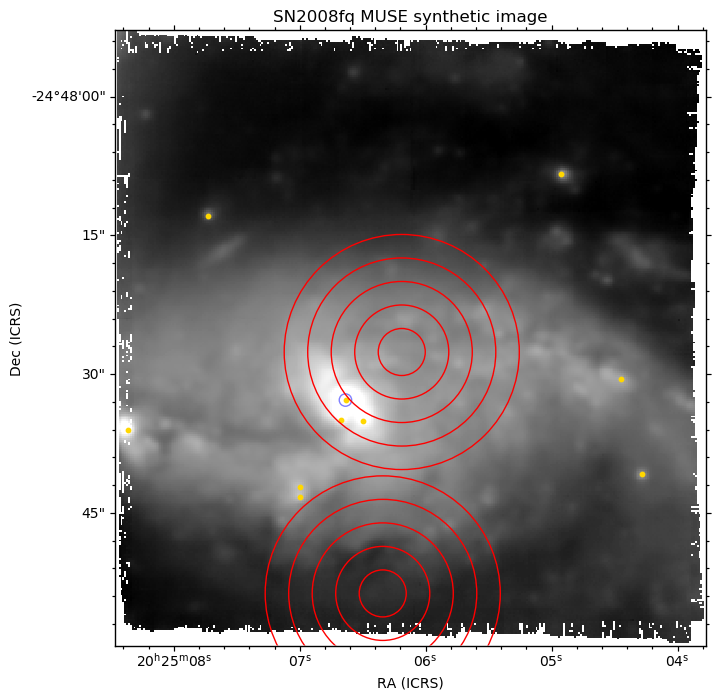 SN2008fq MUSE synthetic image
-24°48'00"
15"
30"
45"
Dec (ICRS)
20ʰ25ᵐ08ˢ 07ˢ 06ˢ 05ˢ 04ˢ
RA (ICRS)